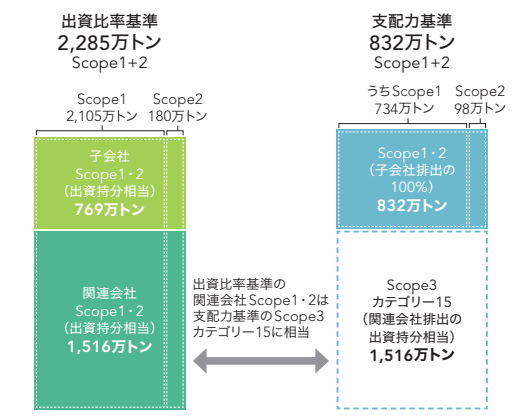 出資比率基準
2,285万トン
Scope1+2
Scope1
2,105万トン
Scope2
180万トン
子会社
Scope1・2
（出資持分相当）
769万トン
関連会社
Scope1・2
（出資持分相当）
1,516万トン
出資比率基準の
関連会社Scope1・2は
支配力基準のScope3
カテゴリー15に相当
支配力基準
832万トン
Scope1+2
うちScope1
734万トン
Scope2
98万トン
Scope1・2
（子会社排出の
100%）
832万トン
Scope3
カテゴリー15
（関連会社排出の
出資持分相当）
1,516万トン